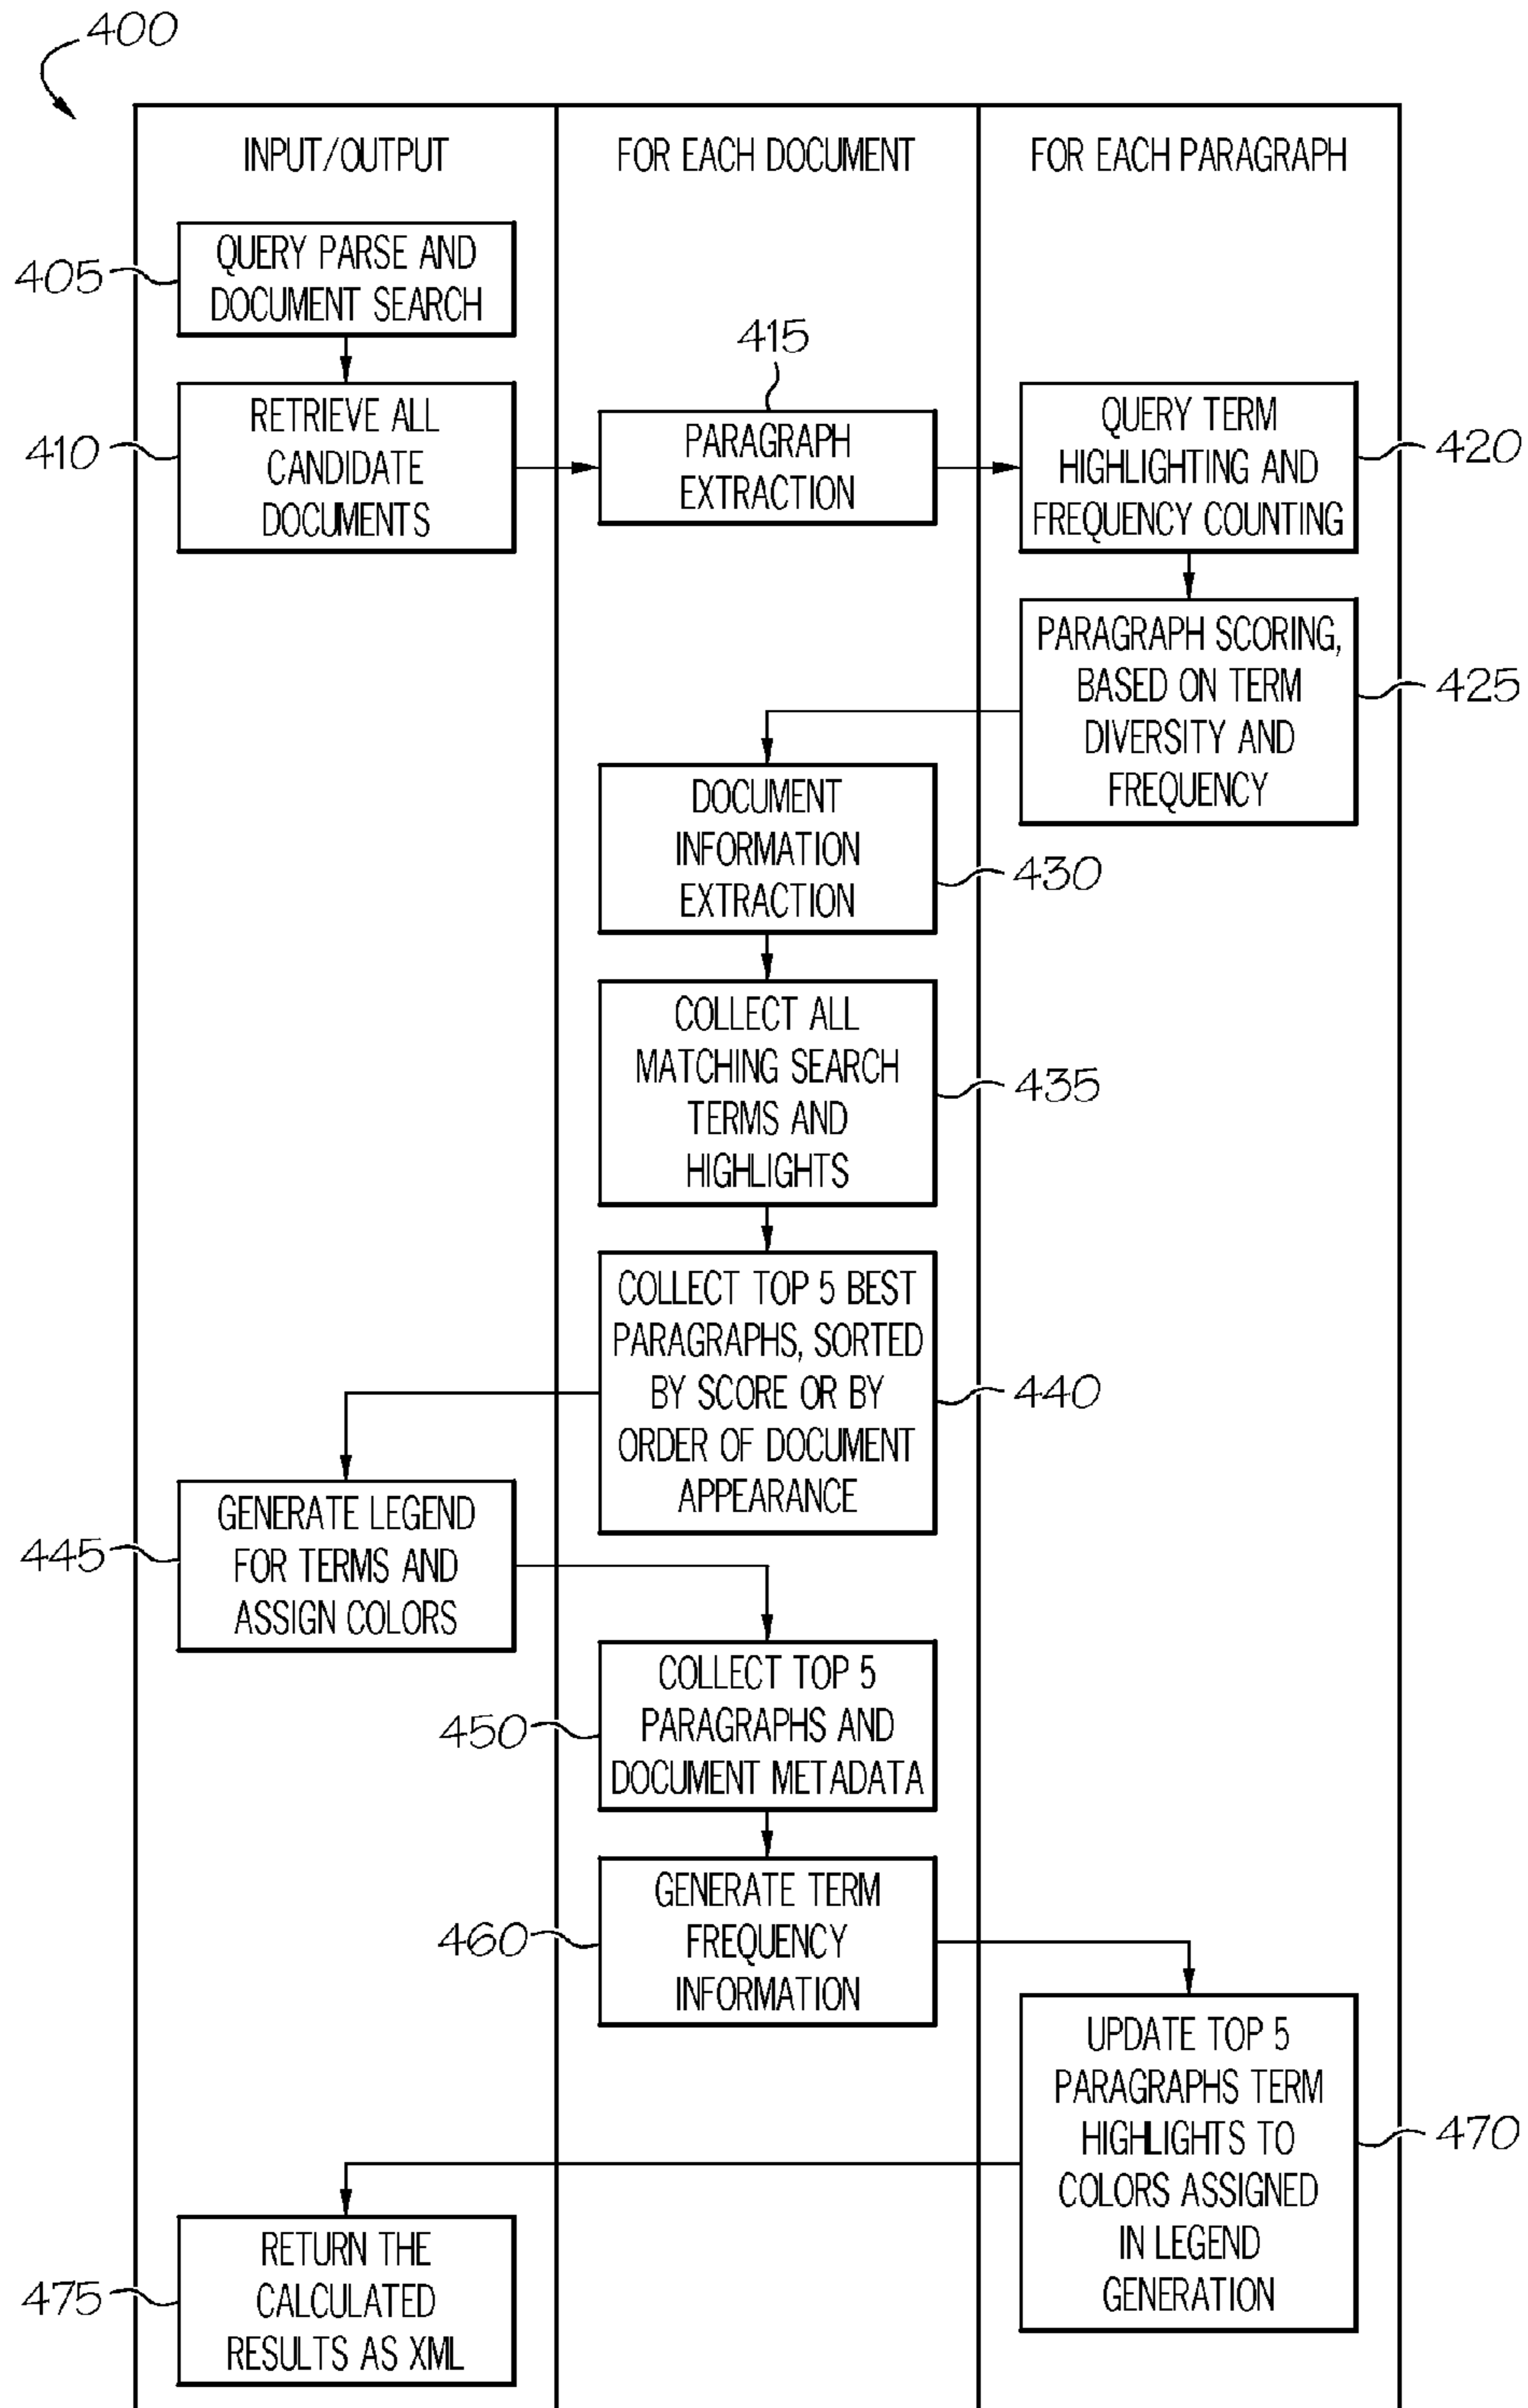 400
INPUT/OUTPUT
FOR EACH DOCUMENT
FOR EACH PARAGRAPH
405
QUERY PARSE AND
DOCUMENT SEARCH
410
RETRIEVE ALL
CANDIDATE
DOCUMENTS
415
PARAGRAPH
EXTRACTION
QUERY TERM
HIGHLIGHTING AND
FREQUENCY COUNTING
420
PARAGRAPH SCORING,
BASED ON TERM
DIVERSITY AND
FREQUENCY
425
DOCUMENT
INFORMATION
EXTRACTION
430
COLLECT ALL
MATCHING SEARCH
TERMS AND
HIGHLIGHTS
435
COLLECT TOP 5 BEST
PARAGRAPHS, SORTED
BY SCORE OR BY
ORDER OF DOCUMENT
APPEARANCE
440
445
GENERATE LEGEND
FOR TERMS AND
ASSIGN COLORS
450
COLLECT TOP 5
PARAGRAPHS AND
DOCUMENT METADATA
460
GENERATE TERM
FREQUENCY
INFORMATION
UPDATE TOP 5
PARAGRAPHS TERM
HIGHLIGHTS TO
COLORS ASSIGNED
IN LEGEND
GENERATION
470
475
RETURN THE
CALCULATED
RESULTS AS XML